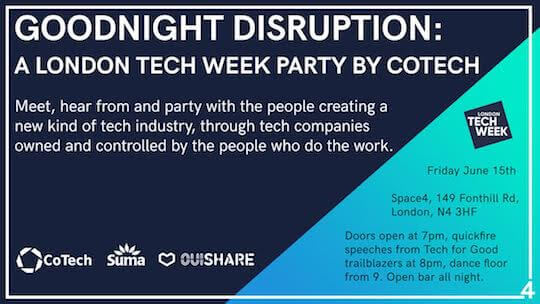 GOODNIGHT DISRUPTION:
A LONDON TECH WEEK PARTY BY COTECH
Meet, hear from and party with the people creating a
new kind of tech industry, through tech companies
owned and controlled by the people who do the work.
LONDON
TECH
WEEK
Friday June 15th
Space4, 149 Fonthill Rd,
London, N4 3HF
Doors open at 7pm, quickfire
speeches from Tech for Good
trailblazers at 8pm, dance floor
from 9. Open bar all night.
CoTech
Suma
OUISHARE
4